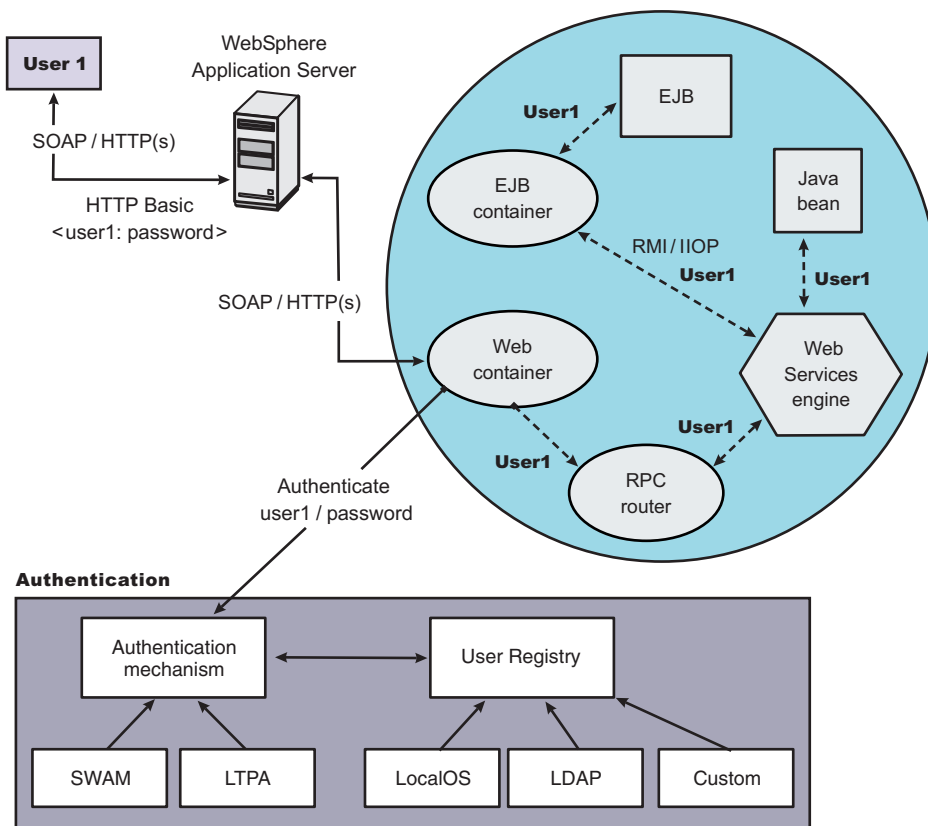 WebSphere
Application Server
User 1
SOAP / HTTP(s)
HTTP Basic
<user1: password>
SOAP / HTTP(s)
EJB
User1
EJB
container
Java
bean
RMI / IIOP
User1
User1
Web
container
Web
Services
engine
User1
User1
RPC
router
Authenticate
user1 / password
Authentication
Authentication
mechanism
User Registry
SWAM
LTPA
LocalOS
LDAP
Custom